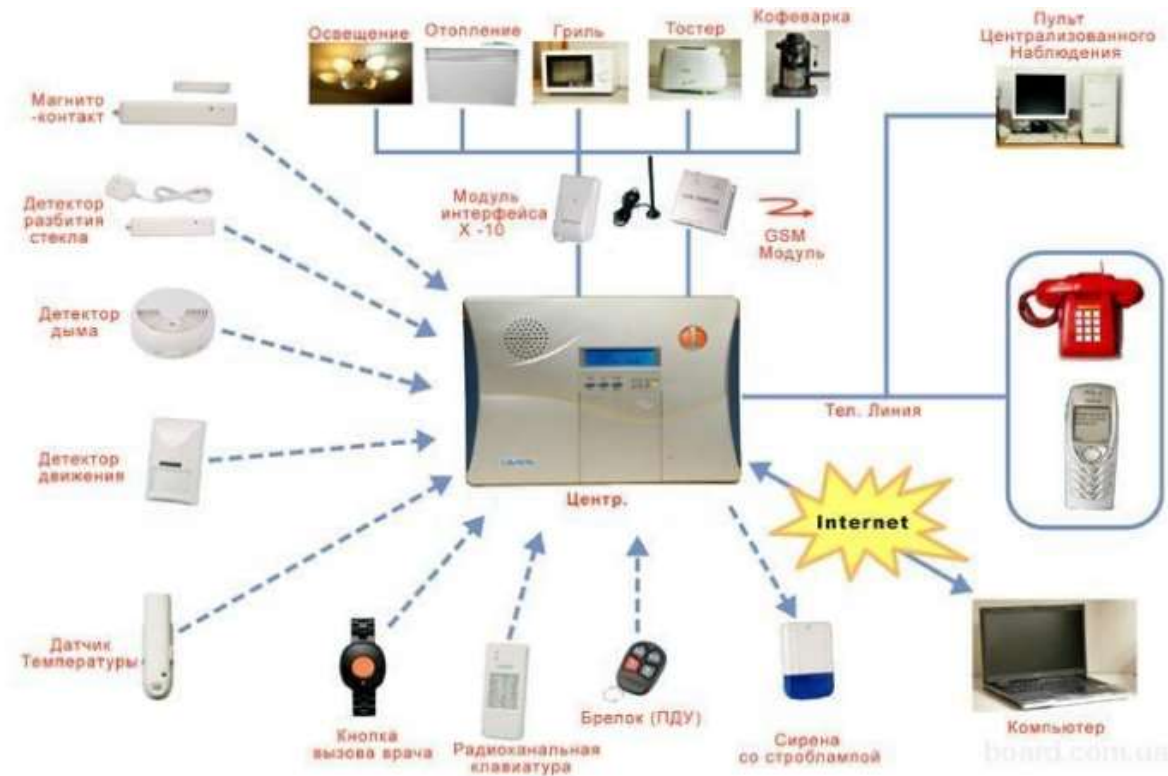 Освещение
Отопление
Гриль
Тостер
Кофеварка
Пульт
Централизованного
Наблюдения
Магнито
-контакт
Детектор
разбития
стекла
Модуль
интерфейса
X -10
GSM
Модуль
Детектор
дыма
Тел. Линия
Детектор
движения
Центр.
Internet
Датчик
Температуры
Кнопка
вызова врача
Радиоканальная
клавиатура
Брелок (ПДУ)
Сирена
со строблампой
Компьютер
board.com.ua